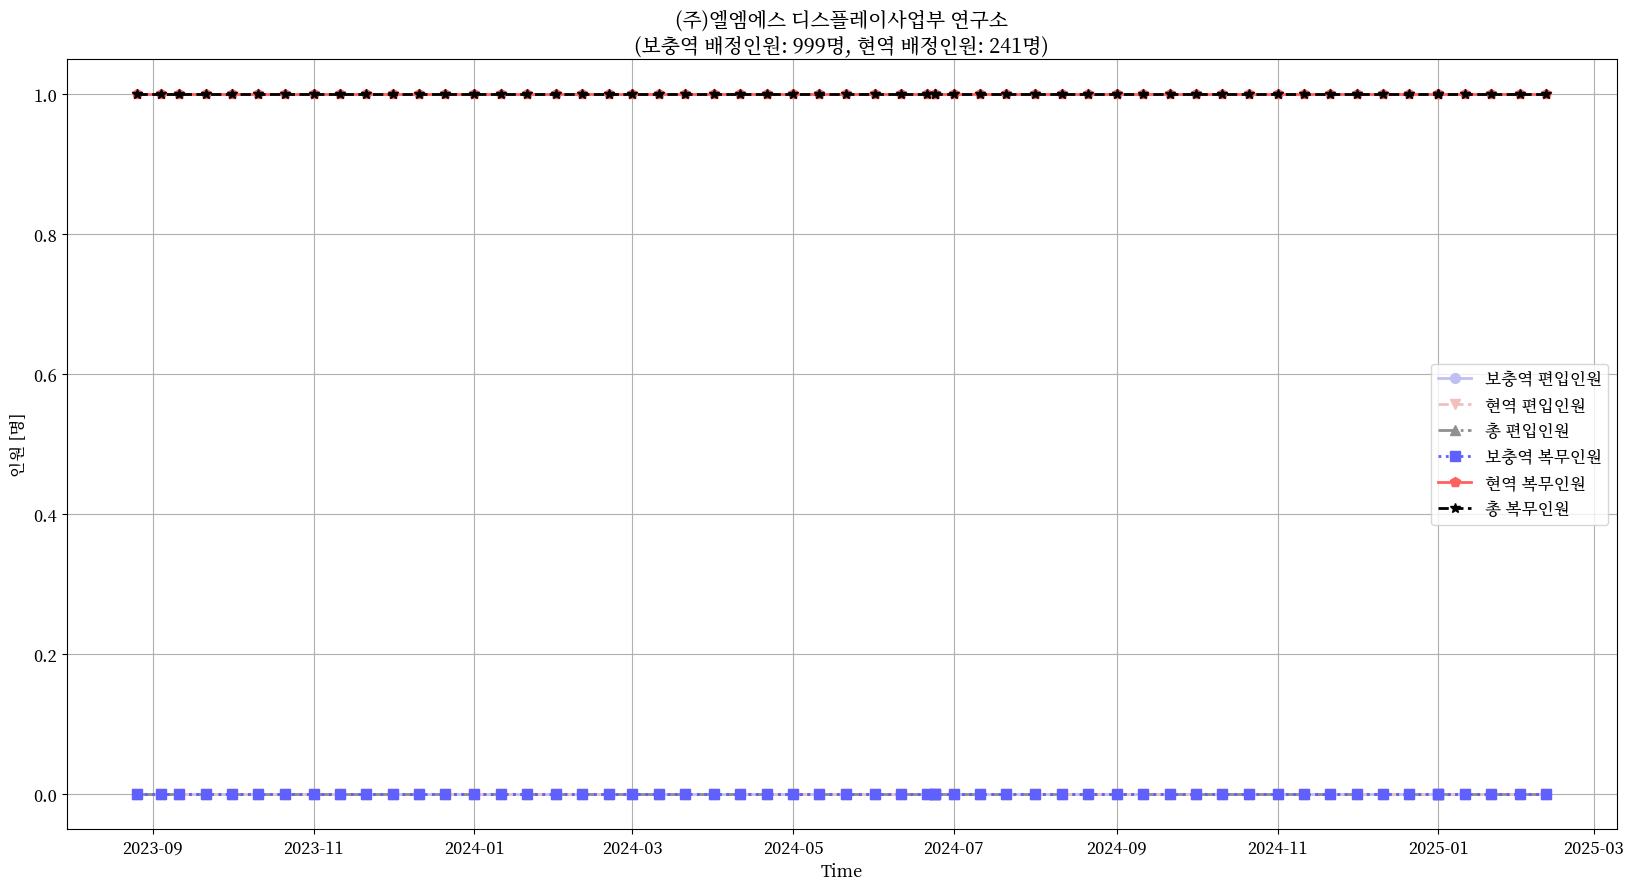 (주)엘엠에스 디스플레이사업부 연구소
(보충역 배정인원: 999명, 현역 배정인원: 241명)
1.0
0.8
0.6
0.4
0.2
0.0
인원 [명]
보충역 편입인원
현역 편입인원
총 편입인원
보충역 복무인원
현역 복무인원
총 복무인원
2023-09
2023-11
2024-01
2024-03
2024-05
2024-07
2024-09
2024-11
2025-01
2025-03
Time